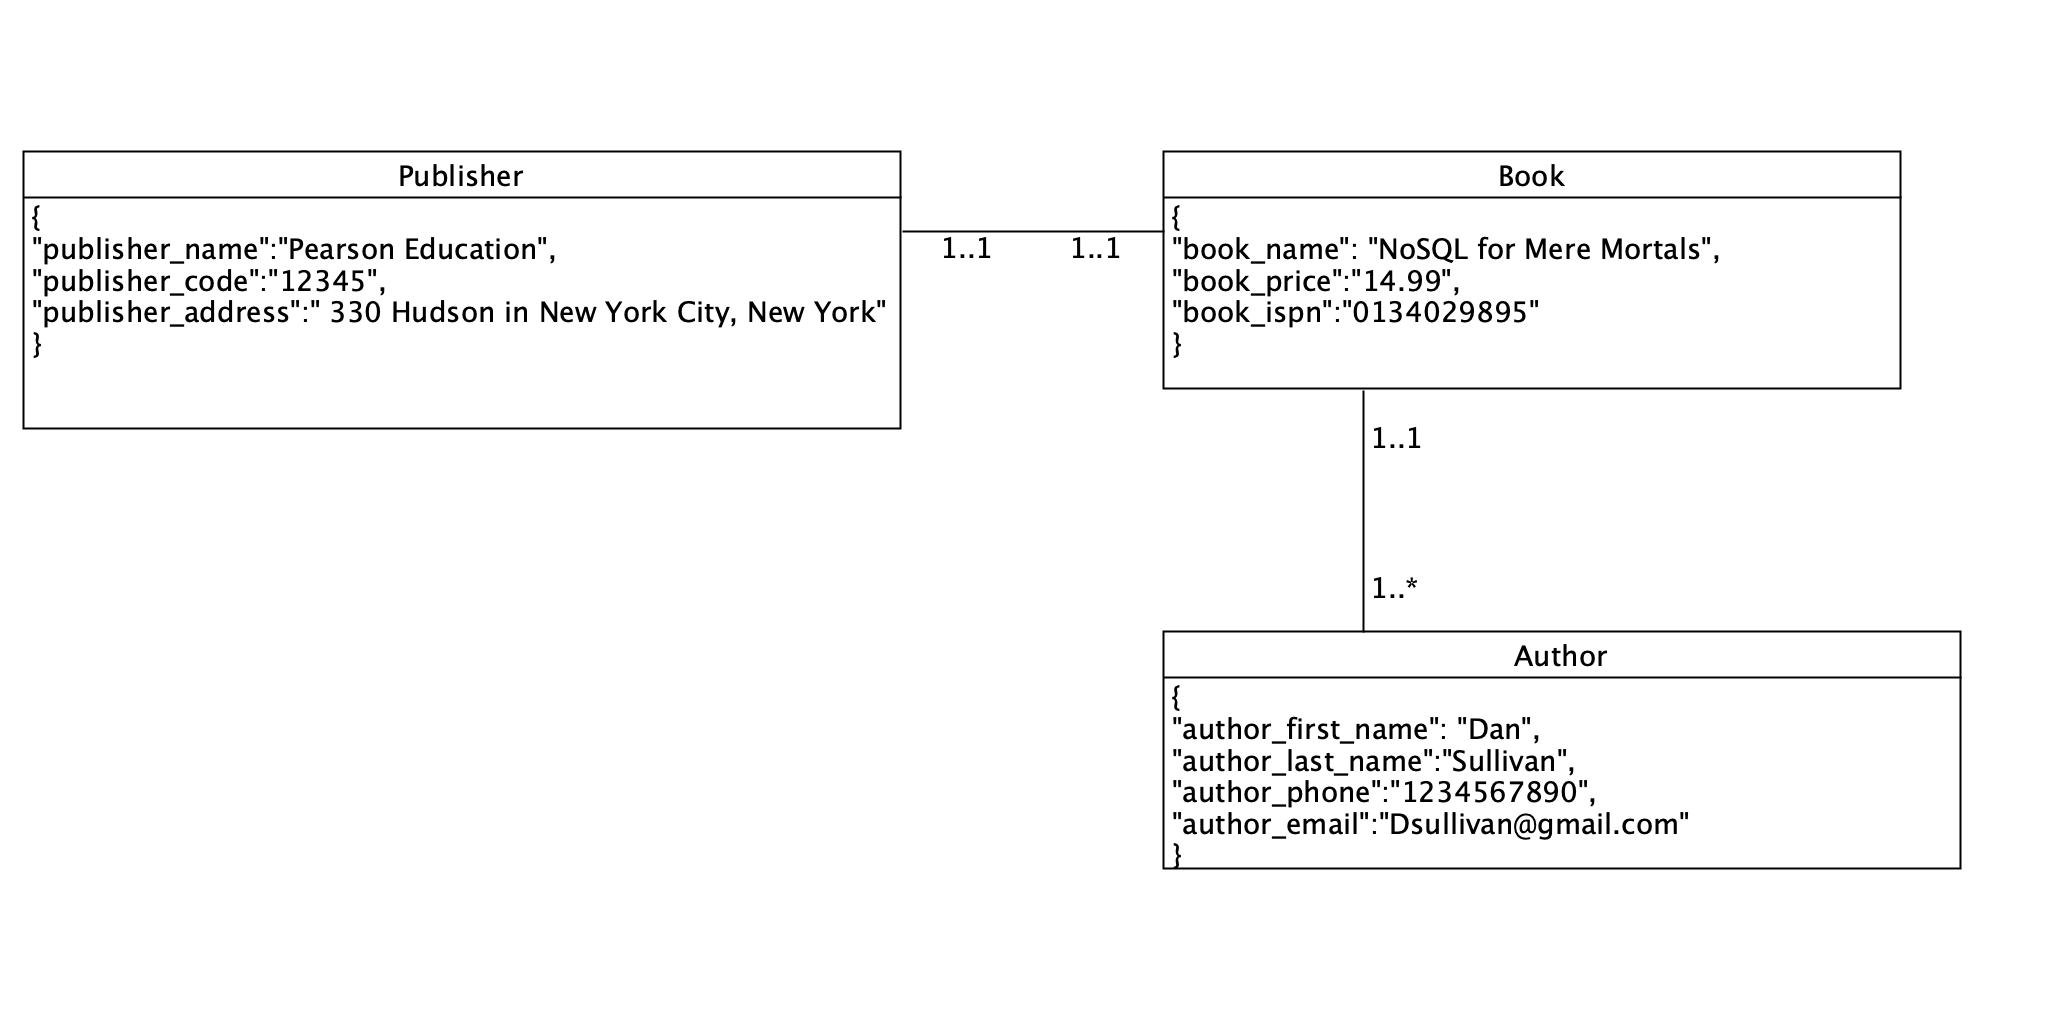 Publisher
{
"publisher_name":"Pearson Education",
"publisher_code":"12345",
"publisher_address":" 330 Hudson in New York City, New York"
}
1..1
1..1
Book
{
"book_name": "NoSQL for Mere Mortals",
"book_price":"14.99",
"book_ispn":"0134029895"
}
1..1
1..*
Author
{
"author_first_name": "Dan",
"author_last_name":"Sullivan",
"author_phone":"1234567890",
"author_email":"Dsullivan@gmail.com"
}